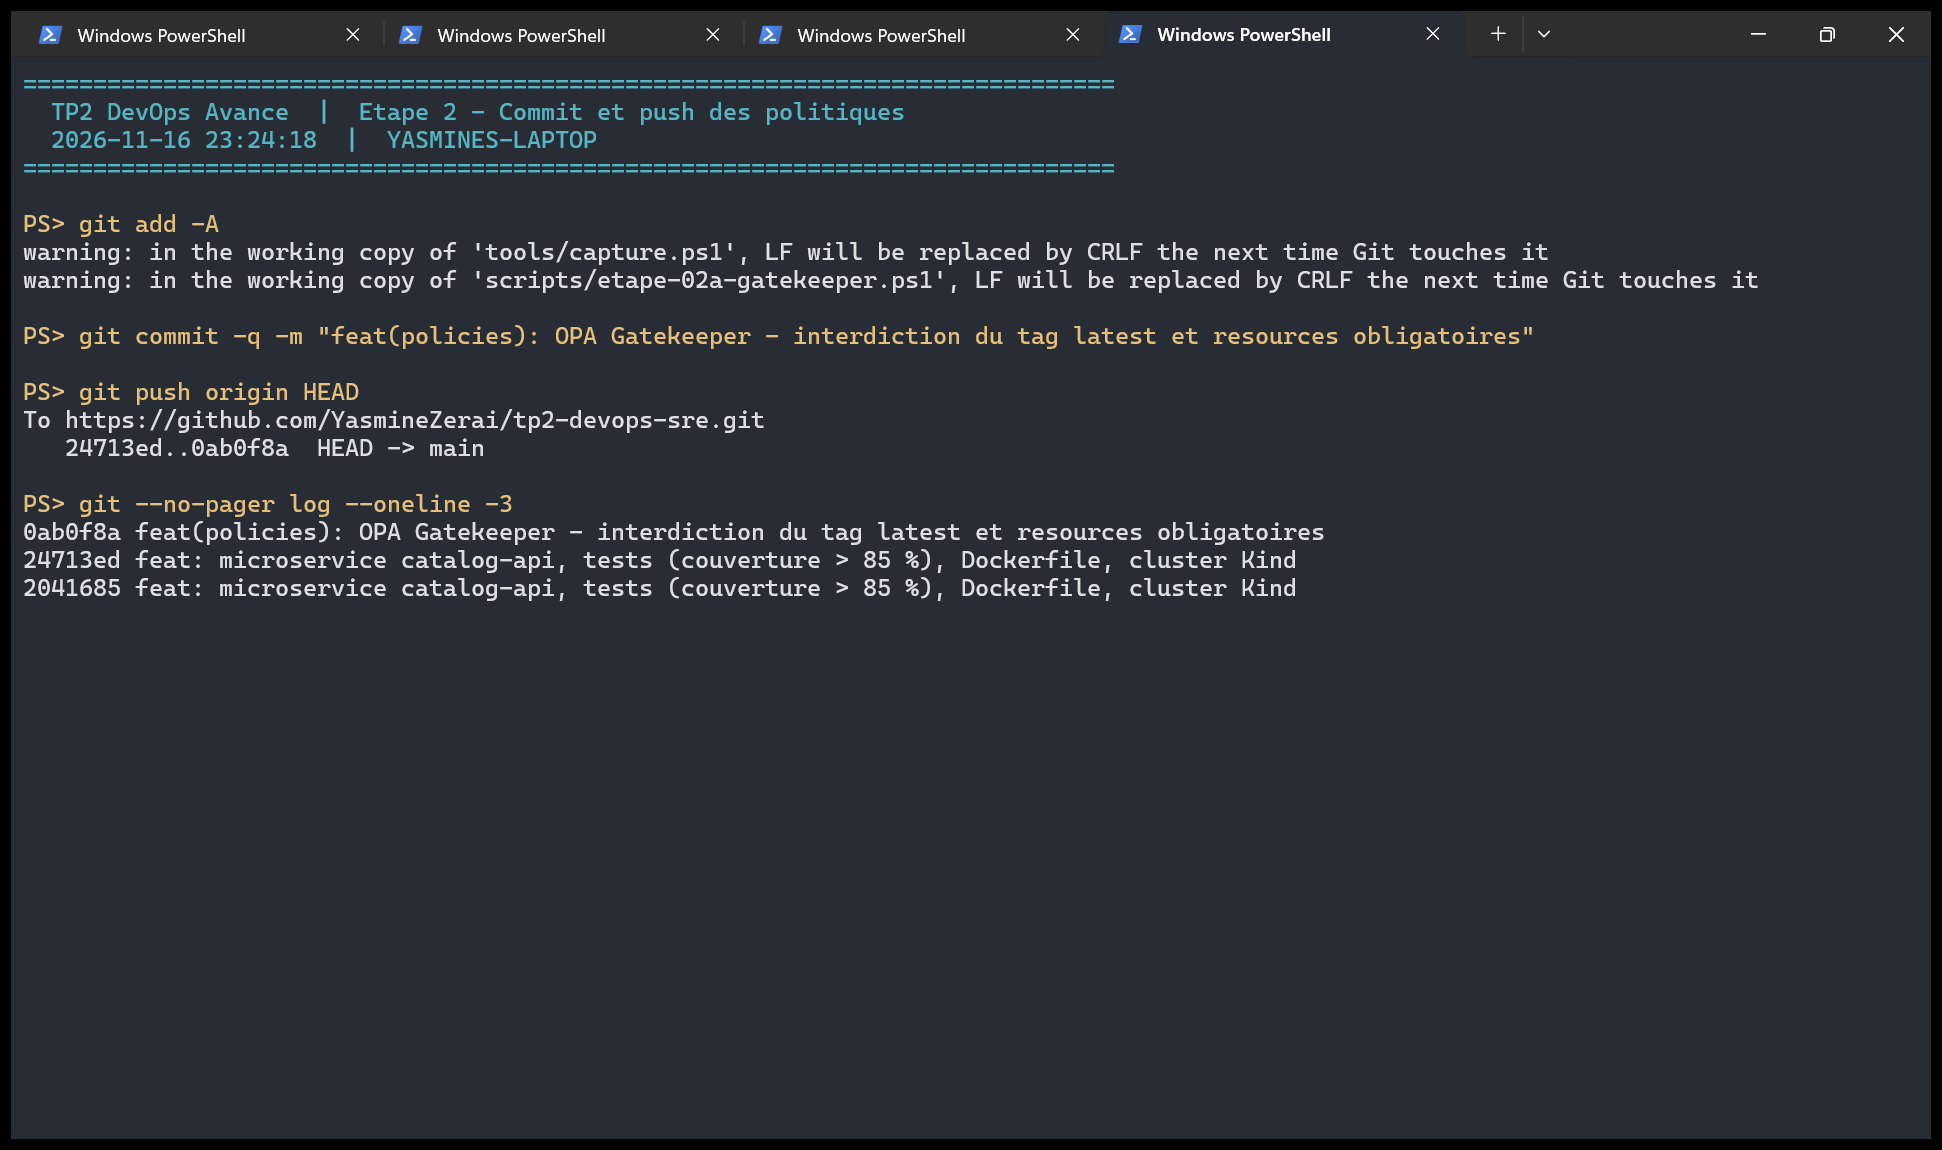 Windows PowerShell
Windows PowerShell
Windows PowerShell
Windows PowerShell
==============================================================================
TP2 DevOps Avance | Etape 2 - Commit et push des politiques
2026-11-16 23:24:18 | YASMINES-LAPTOP
==============================================================================
PS> git add -A
warning: in the working copy of 'tools/capture.ps1', LF will be replaced by CRLF the next time Git touches it
warning: in the working copy of 'scripts/etape-02a-gatekeeper.ps1', LF will be replaced by CRLF the next time Git touches it
PS> git commit -q -m "feat(policies): OPA Gatekeeper - interdiction du tag latest et resources obligatoires"
PS> git push origin HEAD
To https://github.com/YasmineZerai/tp2-devops-sre.git
24713ed..0ab0f8a HEAD -> main
PS> git --no-pager log --oneline -3
0ab0f8a feat(policies): OPA Gatekeeper - interdiction du tag latest et resources obligatoires
24713ed feat: microservice catalog-api, tests (couverture > 85 %), Dockerfile, cluster Kind
2041685 feat: microservice catalog-api, tests (couverture > 85 %), Dockerfile, cluster Kind